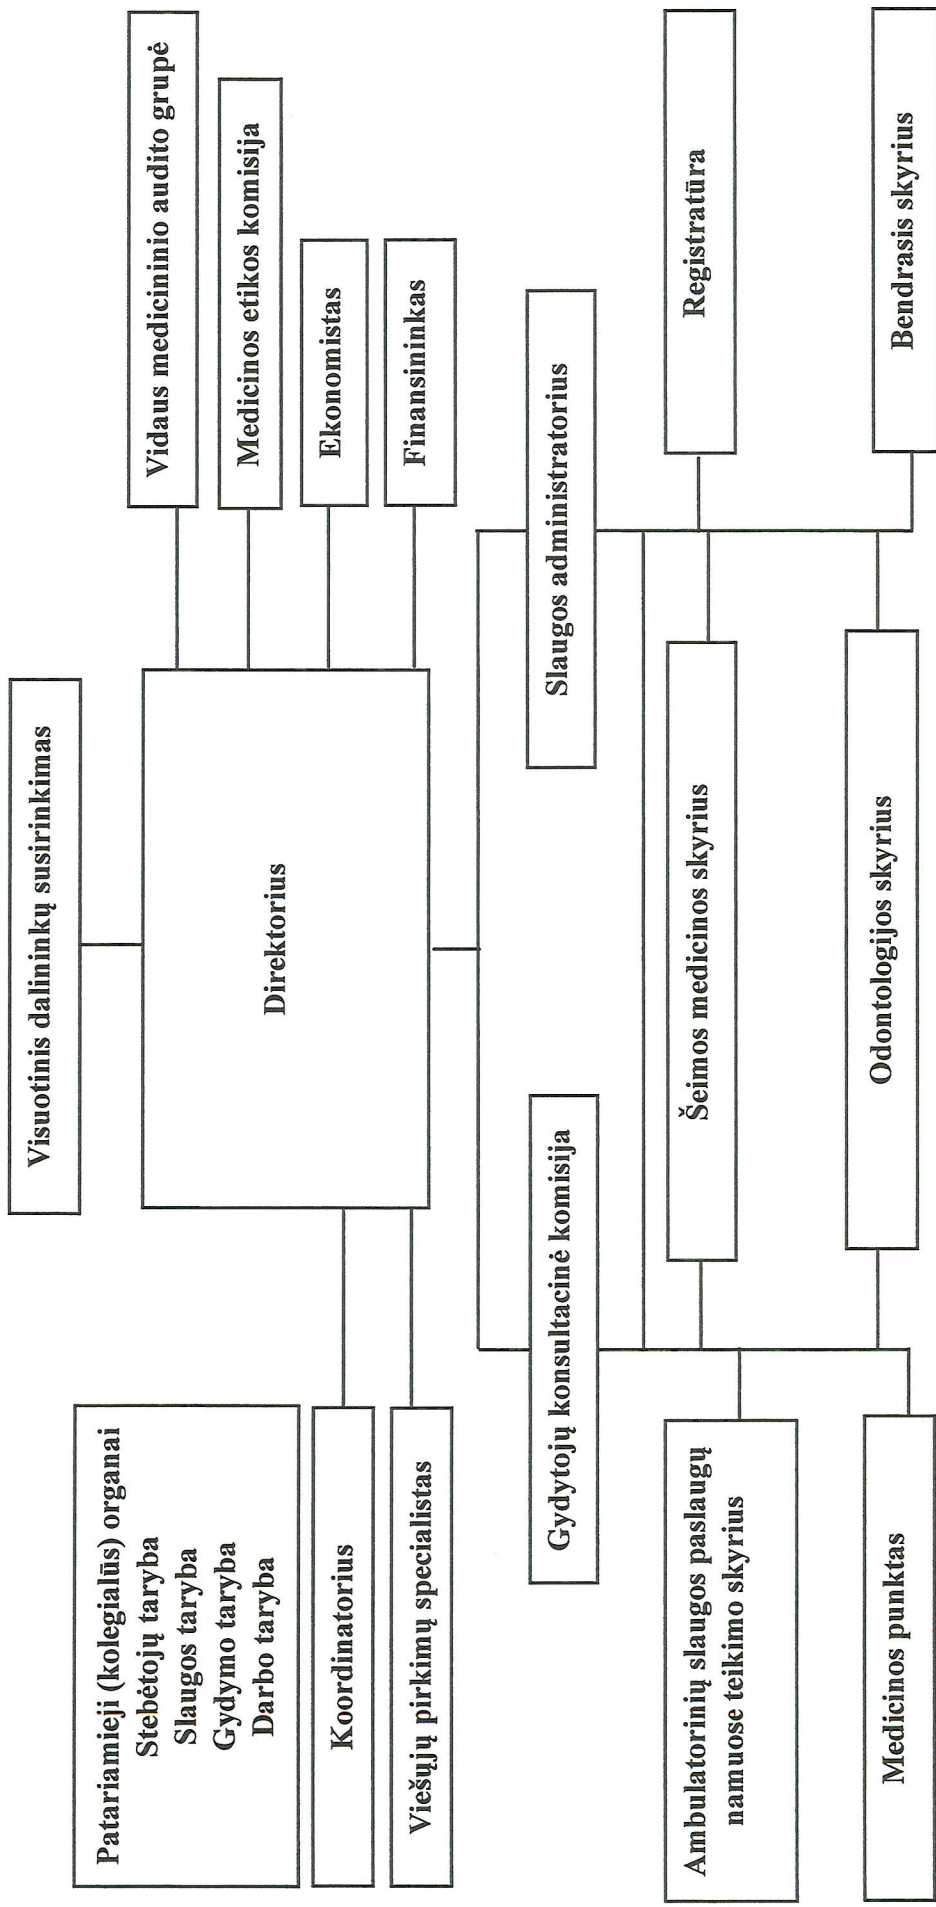 Visuotinis dalininkų susirinkimas
Patariamieji (kolegialūs) organai
Stebėtojų taryba
Slaugos taryba
Gydymo taryba
Darbo taryba
Koordinatorius
Viešųjų pirkimų specialistas
Direktorius
Vidaus medicininio audito grupė
Medicinos etikos komisija
Ekonomistas
Finansininkas
Gydytojų konsultacinė komisija
Slaugos administratorius
Ambulatorinių slaugos paslaugų
namuose teikimo skyrius
Šeimos medicinos skyrius
Registratūra
Medicinos punktas
Odontologijos skyrius
Bendrasis skyrius